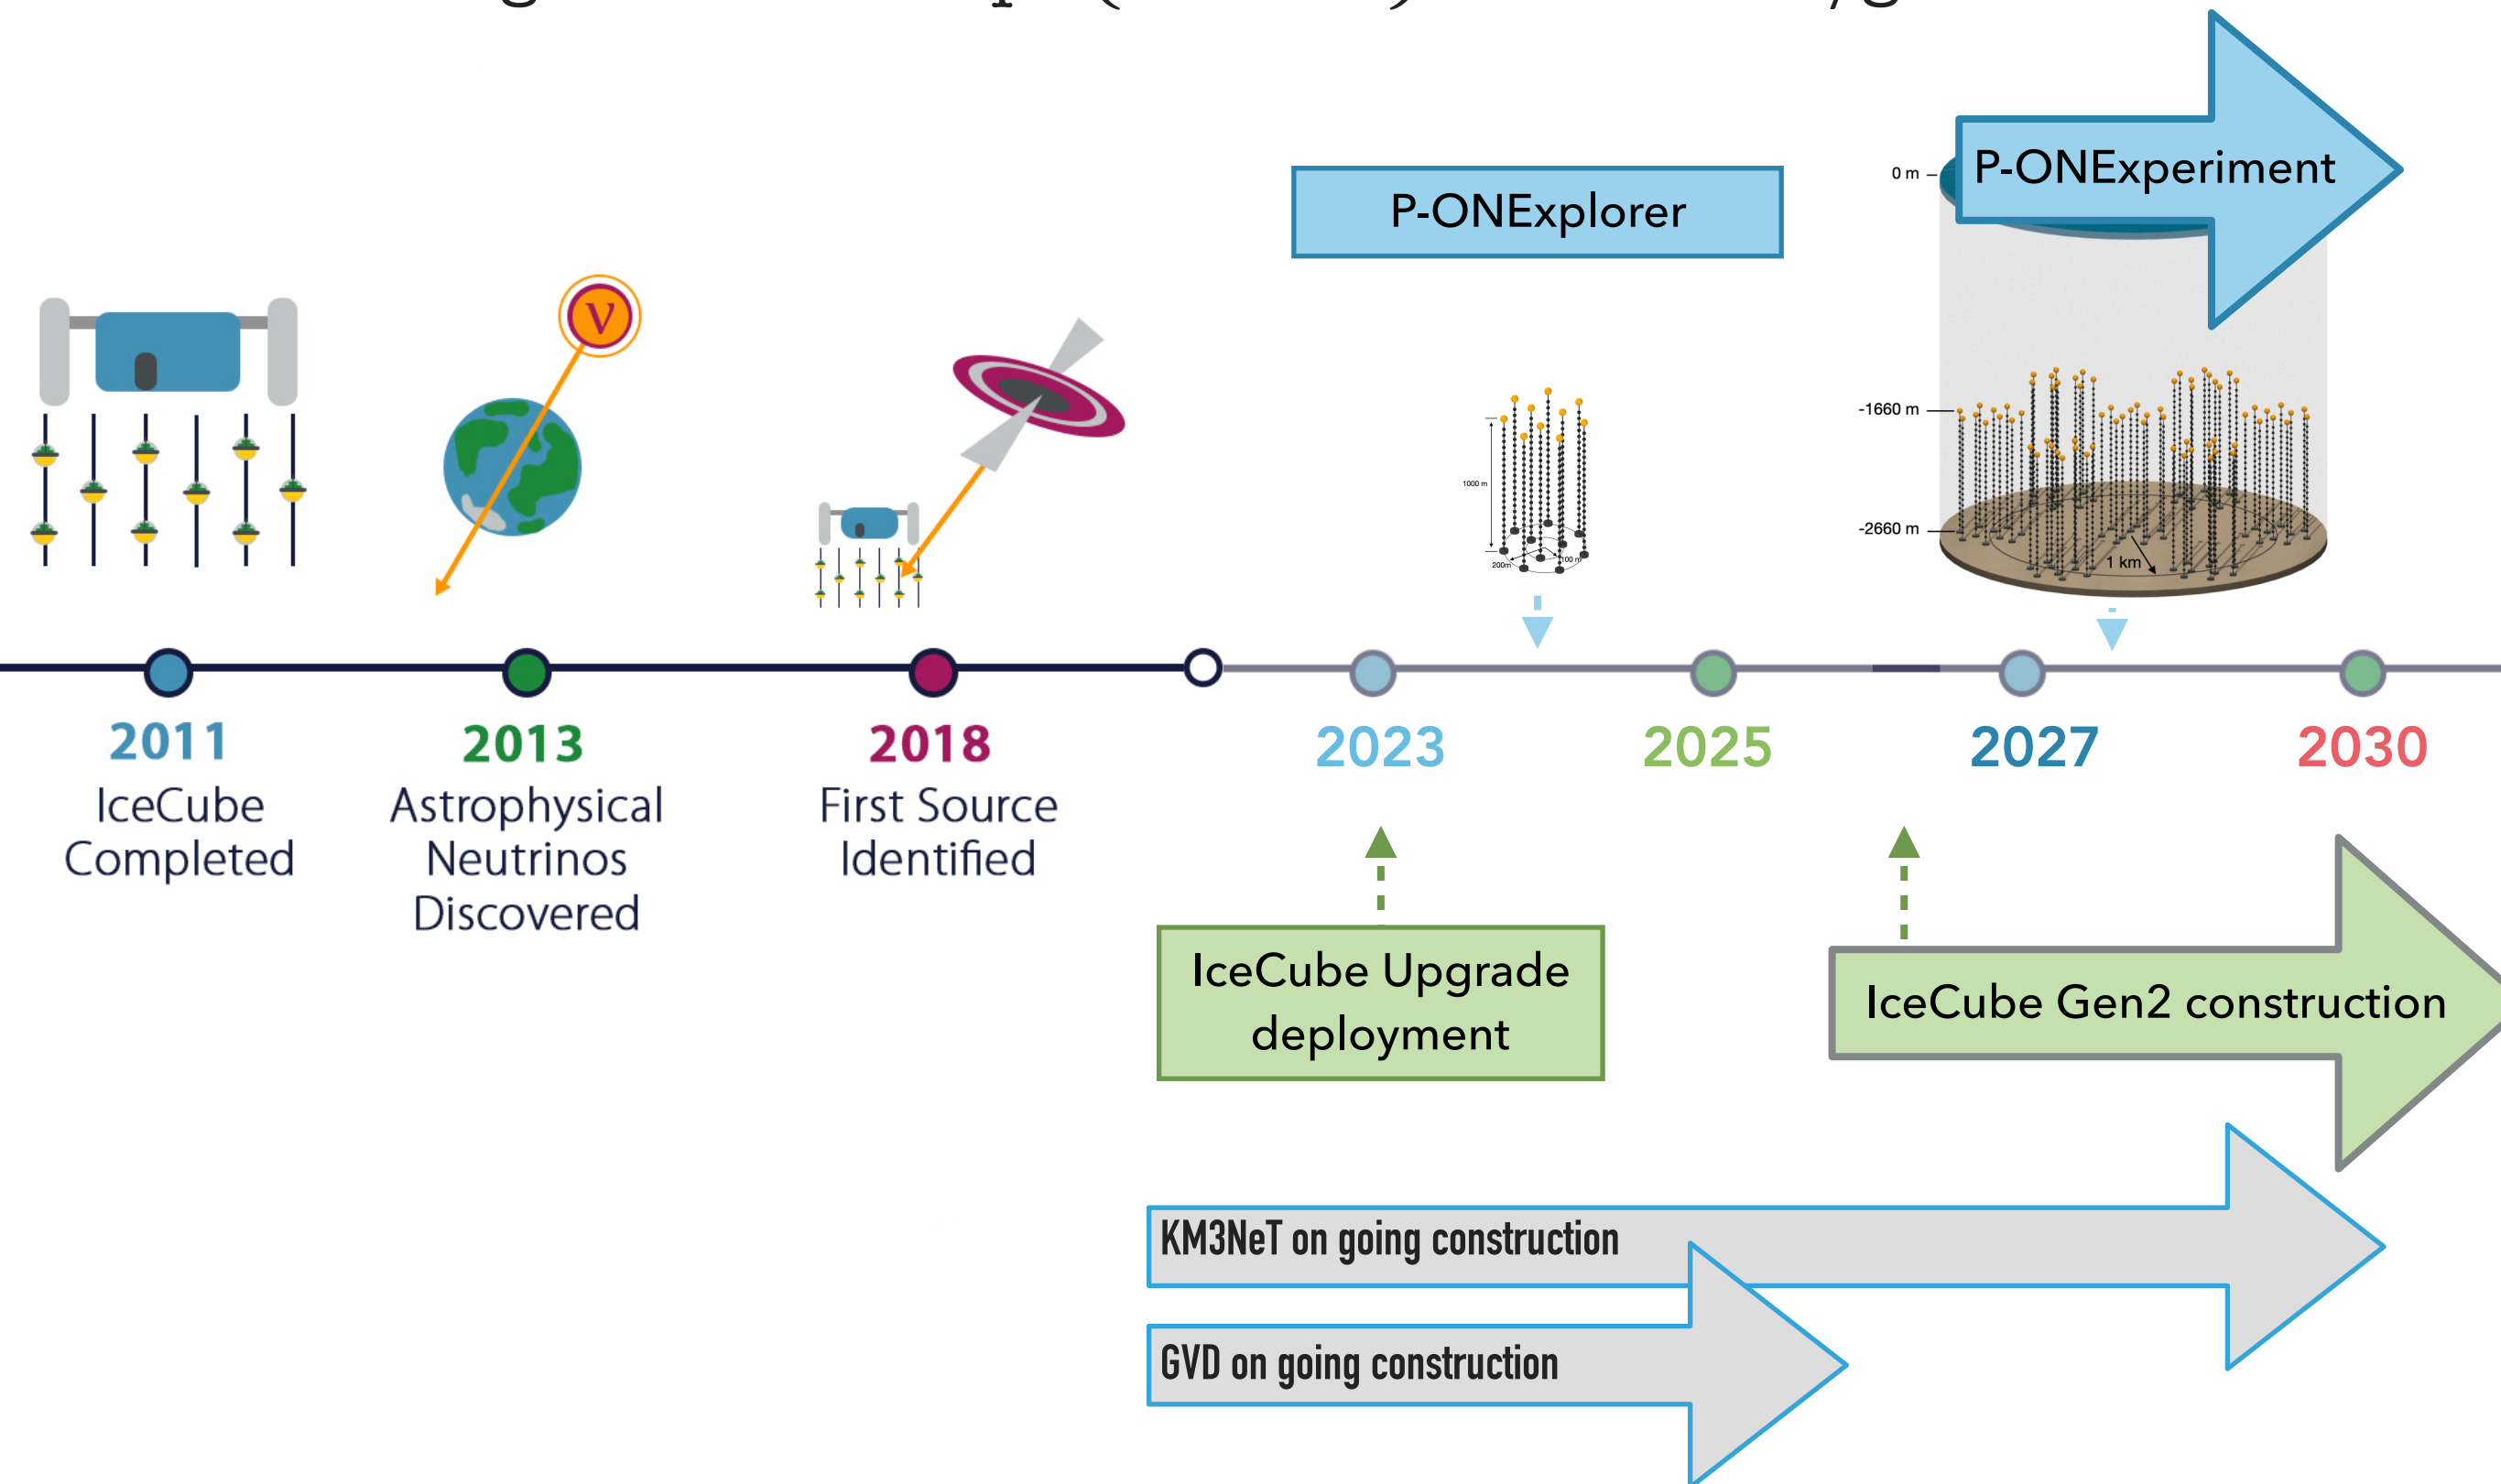 P-ONExplorer
P-ONExperiment
0 m
-1660 m
-2660 m
1 km
1000 m
200m
100 m
ν
2011
IceCube
Completed
2013
Astrophysical
Neutrinos
Discovered
2018
First Source
Identified
2023
2025
2027
2030
IceCube Upgrade
deployment
IceCube Gen2 construction
KM3NeT on going construction
GVD on going construction